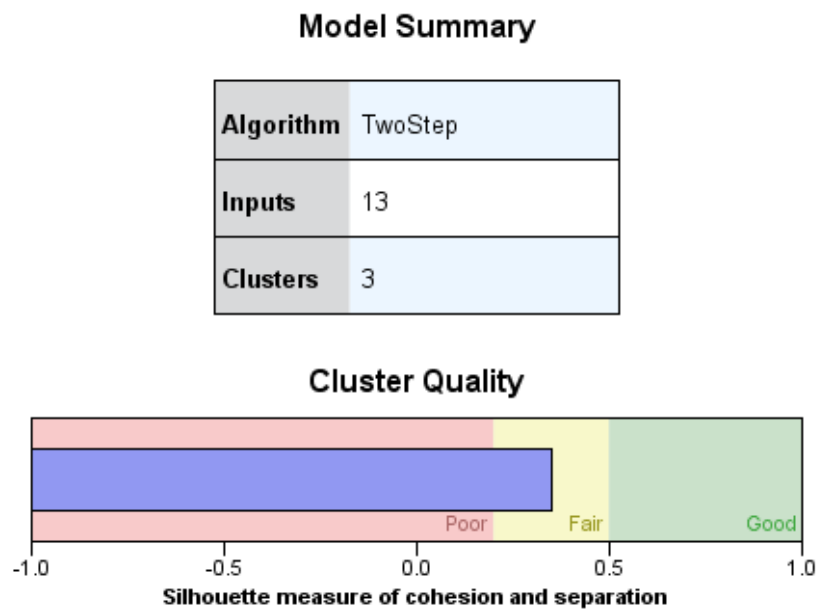 Model Summary
Algorithm TwoStep
Inputs 13
Clusters 3
Cluster Quality
Poor Fair Good
-1.0 -0.5 0.0 0.5 1.0
Silhouette measure of cohesion and separation